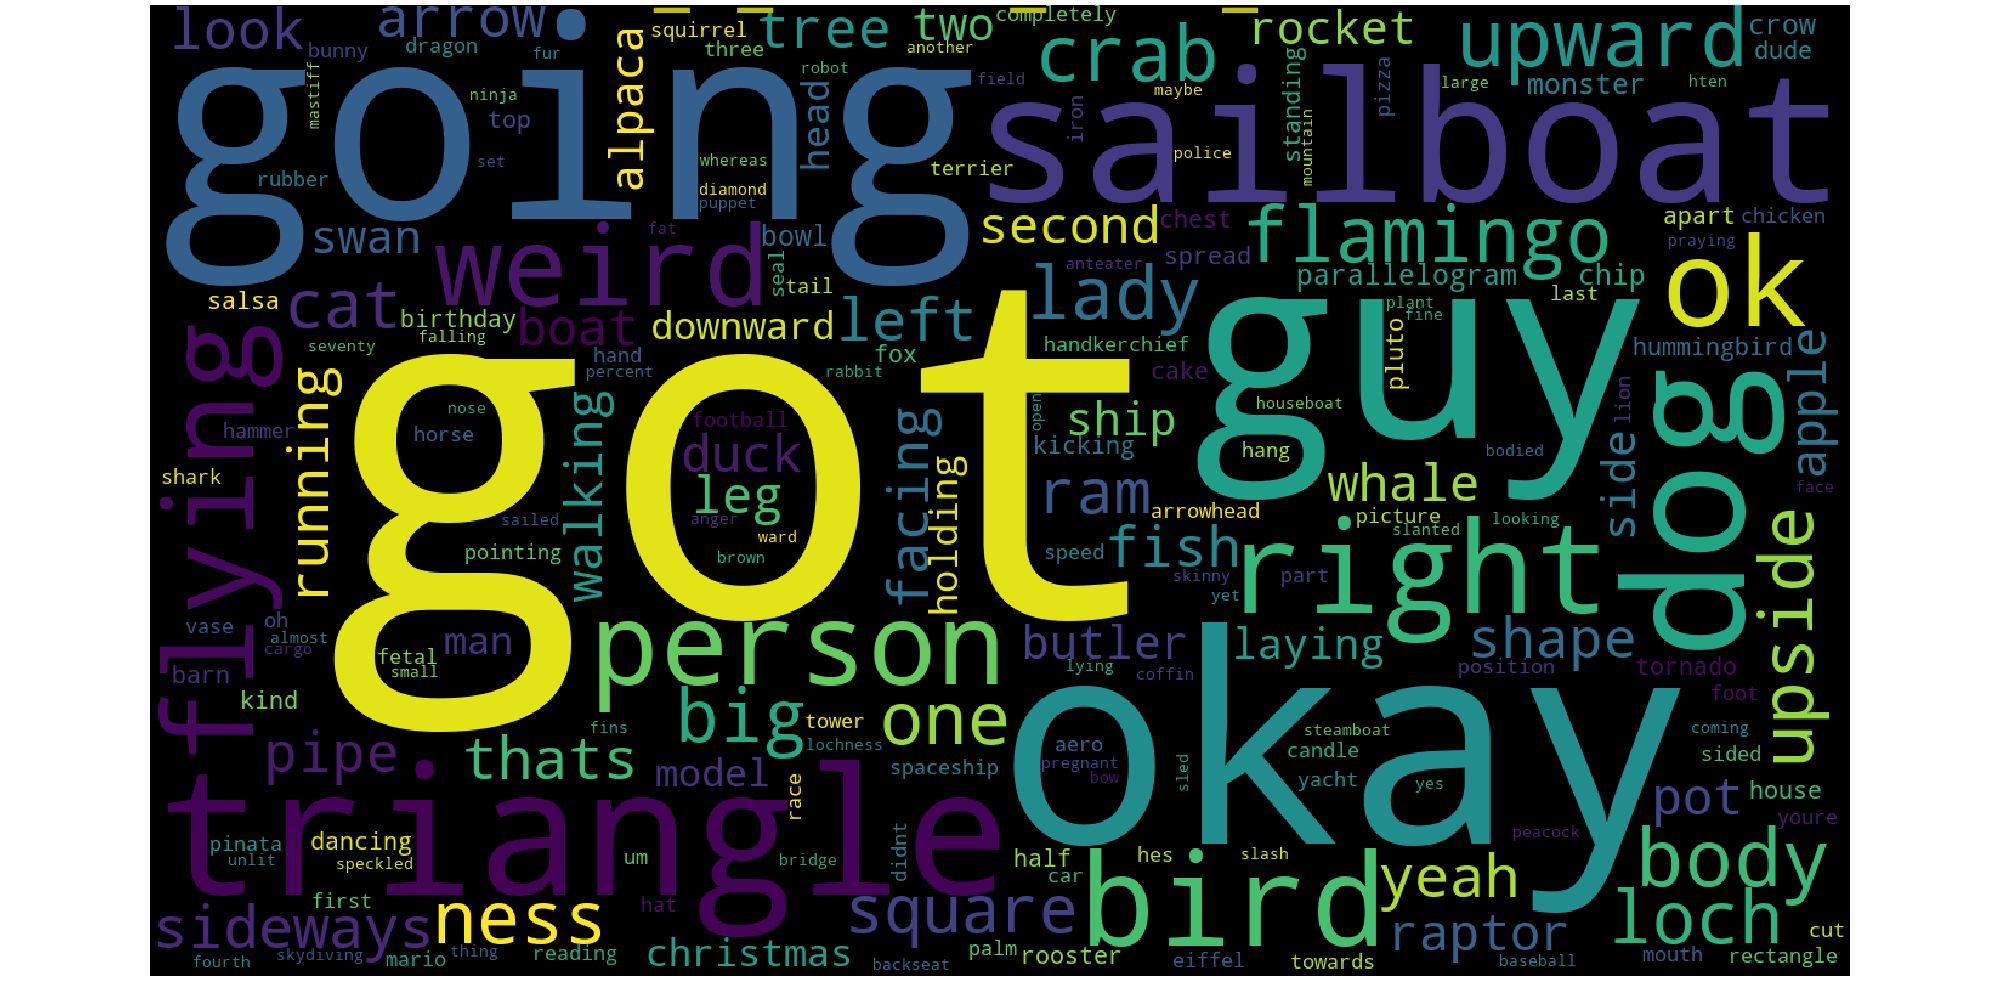 look
arrow.
squirrel
tree
two
completely
rocket
upward
crow
bunny
dragon
fur
three
another
crab
dude
going
alpaca
robot
field
maybe
standing
pizza
monster
large
hten
mastiff
ninja
top
head
sailboat
iron
mountain
set
whereas
terrier
police
rubber
diamond
puppet
swan
weird
fat
bowl
second
chest
flamingo
apart
chicken
praying
seal
anteater
spread
lady
parallelogram
chip
ok
salsa
cat
tail
last
birthday
boat
downward
left
guy
plant
fine
falling
seventy
hand
fox
handkerchief
pluto
hummingbird
flying
running
got
percent
rabbit
cake
dog
apple
nose
football
open
ship
houseboat
side
lion
hammer
horse
walking
duck
facing
kicking
hang
bodied
shark
leg
holding
ram
whale
face
sailed
anger
arrowhead
picture
looking
slanted
upside
pointing
brown
ward
speed
fish
right
skinny
part
yet
vase
oh
almost
cargo
man
person
butler
laying
shape
fetal
small
lying
coffin
position
tornado
barn
kind
big
one
okay
foot
fins
tower
lochness
aero
steamboat
coming
pipe
thats
model
spaceship
pregnant
bow
candle
sided
race
sled
yacht
yes
pot
house
triangle
youre
pinata
unlit
dancing
speckled
um
bridge
didnt
half
car
hes
slash
peacock
bird
yeah
body
first
hat
square
loch
sideways
ness
christmas
palm
rooster
raptor
cut
fourth
skydiving
mario
thing
reading
backseat
eiffel
towards
baseball
mouth
rectangle